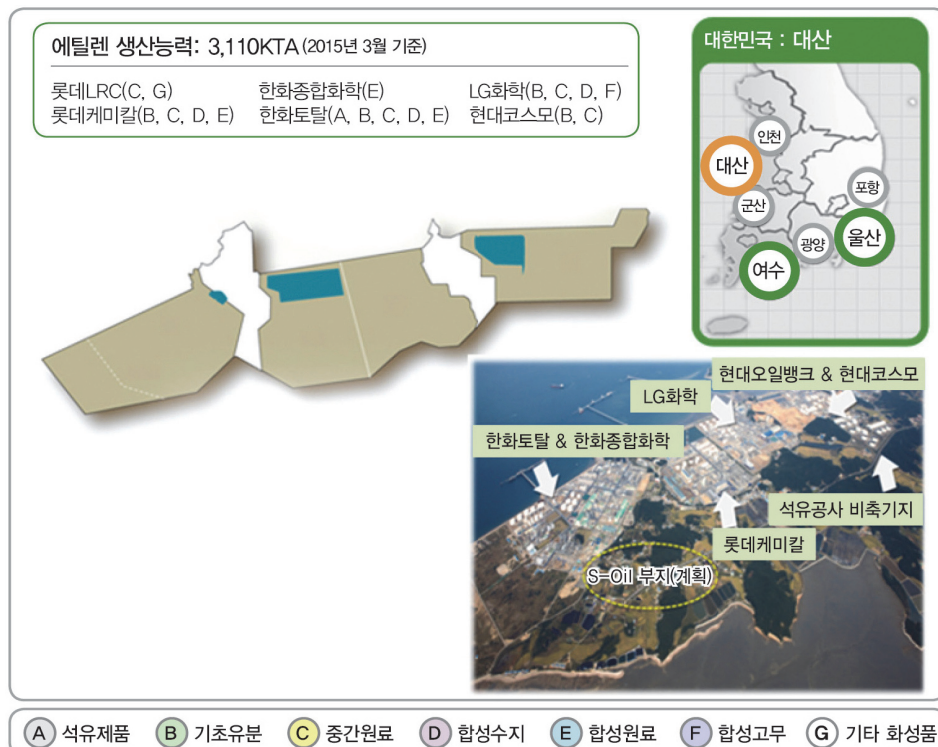 에틸렌 생산능력: 3,110KTA (2015년 3월 기준)
롯데LRC(C, G) 한화종합화학(E) LG화학(B, C, D, F)
롯데케미칼(B, C, D, E) 한화토탈(A, B, C, D, E) 현대코스모(B, C)
대한민국 : 대산
인천
대산
군산
포항
울산
광양
여수
현대오일뱅크 & 현대코스모
LG화학
한화토탈 & 한화종합화학
석유공사 비축기지
롯데케미칼
S-Oil 부지(계획)
A 석유제품 B 기초유분 C 중간원료 D 합성수지 E 합성원료 F 합성고무 G 기타 화성품